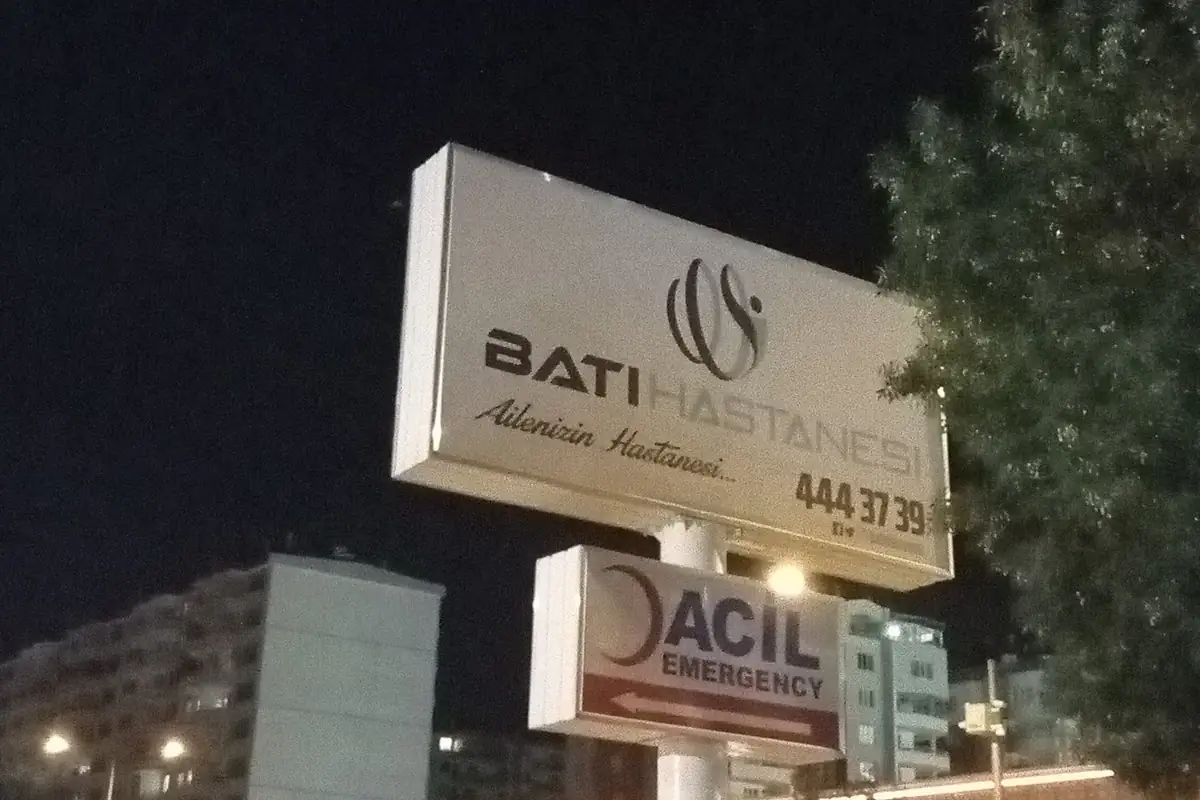 BATI HASTANESI
Ailenizin Hastanesi...
444 37 39
ACİL
EMERGENCY